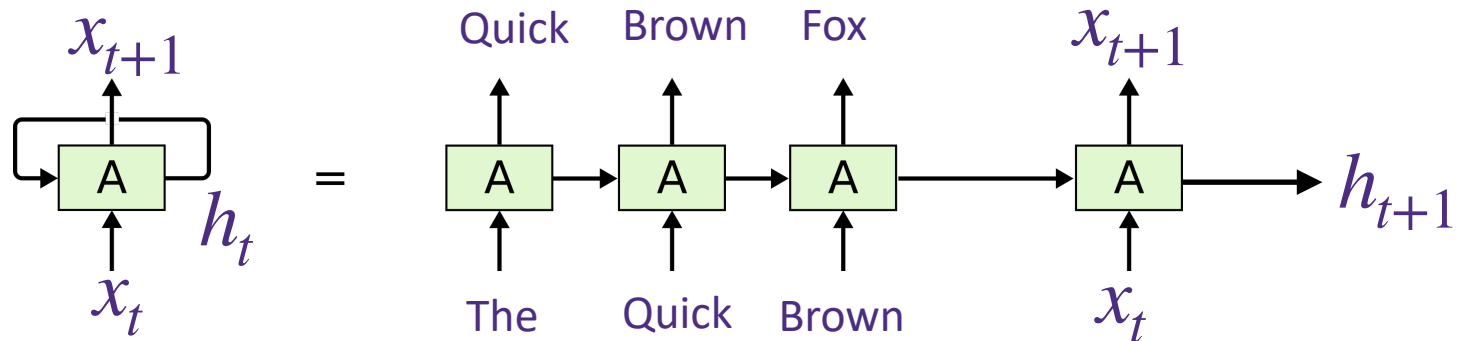 x_{t+1} Quick Brown Fox x_{t+1}
A = A A A A
h_t h_{t+1}
x_t The Quick Brown x_t